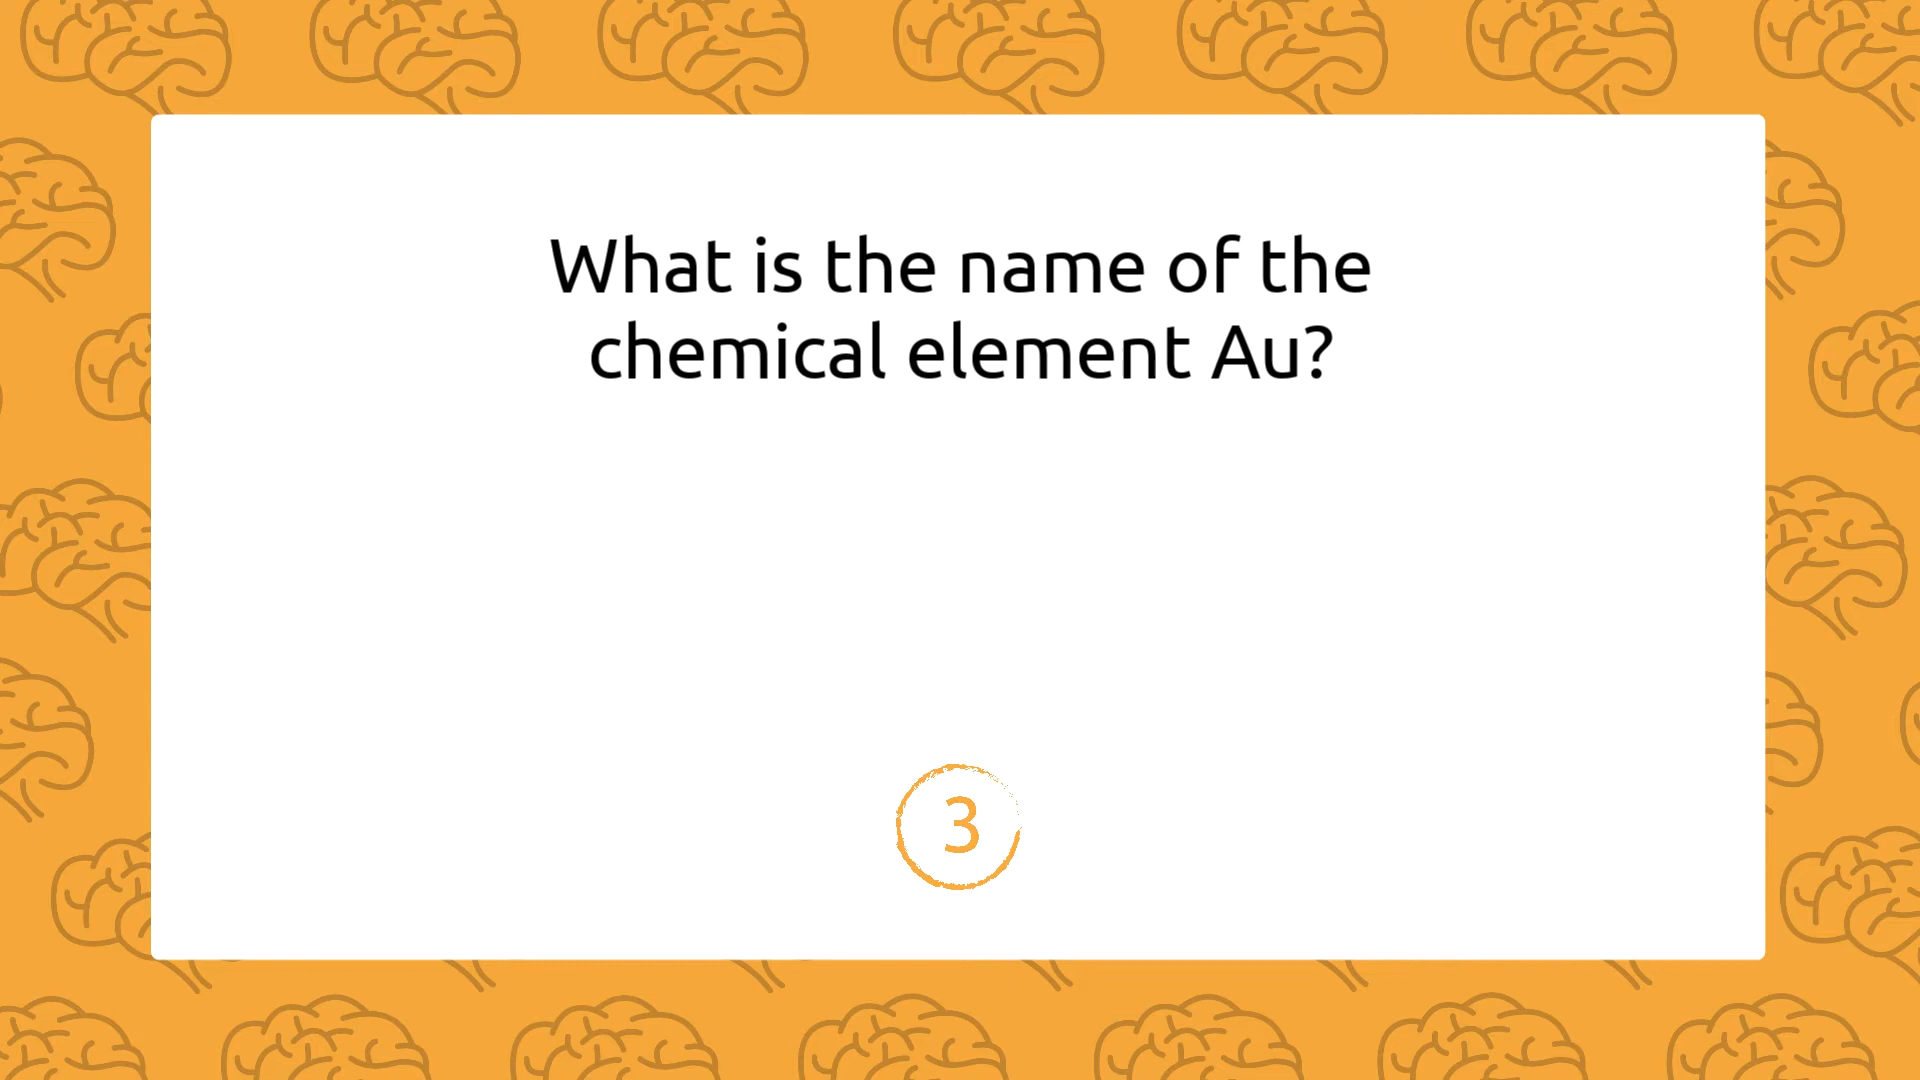 What is the name of the
chemical element Au?
3